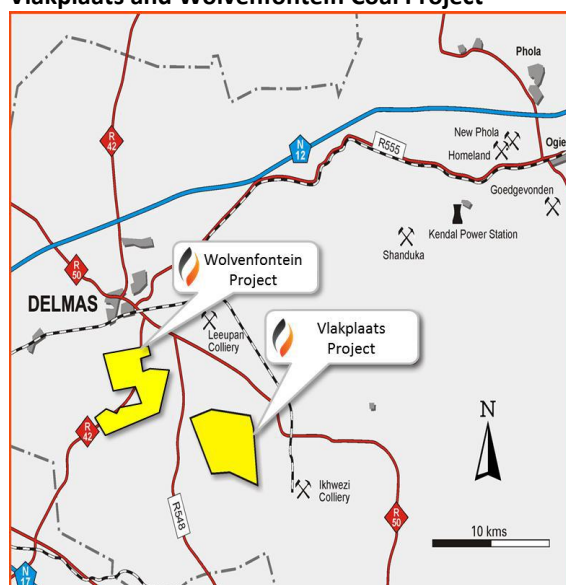 Vlakplaats and Wolvenfontein Coal Project
Phola
R
42
N
12
R555
New Phola
Homeland
Ogie
Goedgevonden
Kendal Power Station
Shanduka
R
50
Wolvenfontein
Project
DELMAS
Vlakplaats
Project
Leeupan
Colliery
R
42
N
Ikhwezi
Colliery
R548
R
50
10 kms
N
17